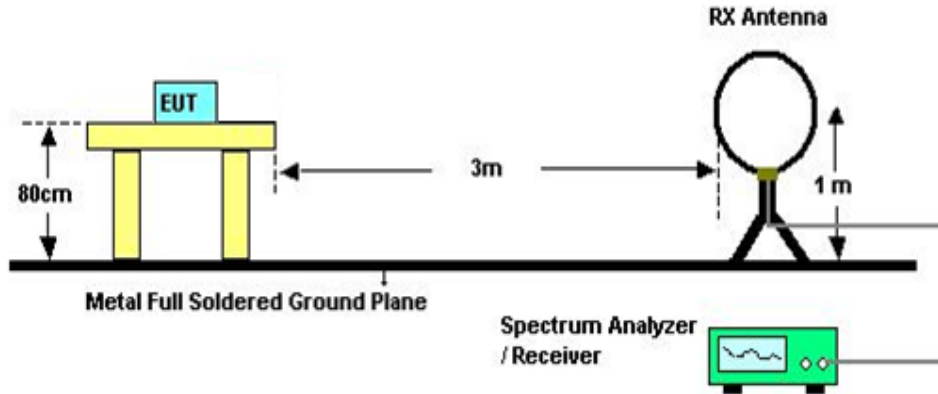 RX Antenna
EUT
80cm
3m
1 m
Metal Full Soldered Ground Plane
Spectrum Analyzer
/ Receiver